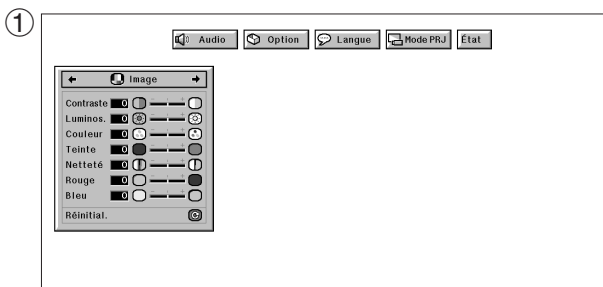 ①
Audio Option Langue Mode PRJ État
Image
Contraste 0
Luminos. 0
Couleur 0
Teinte 0
Netteté 0
Rouge 0
Bleu 0
Réinitial.